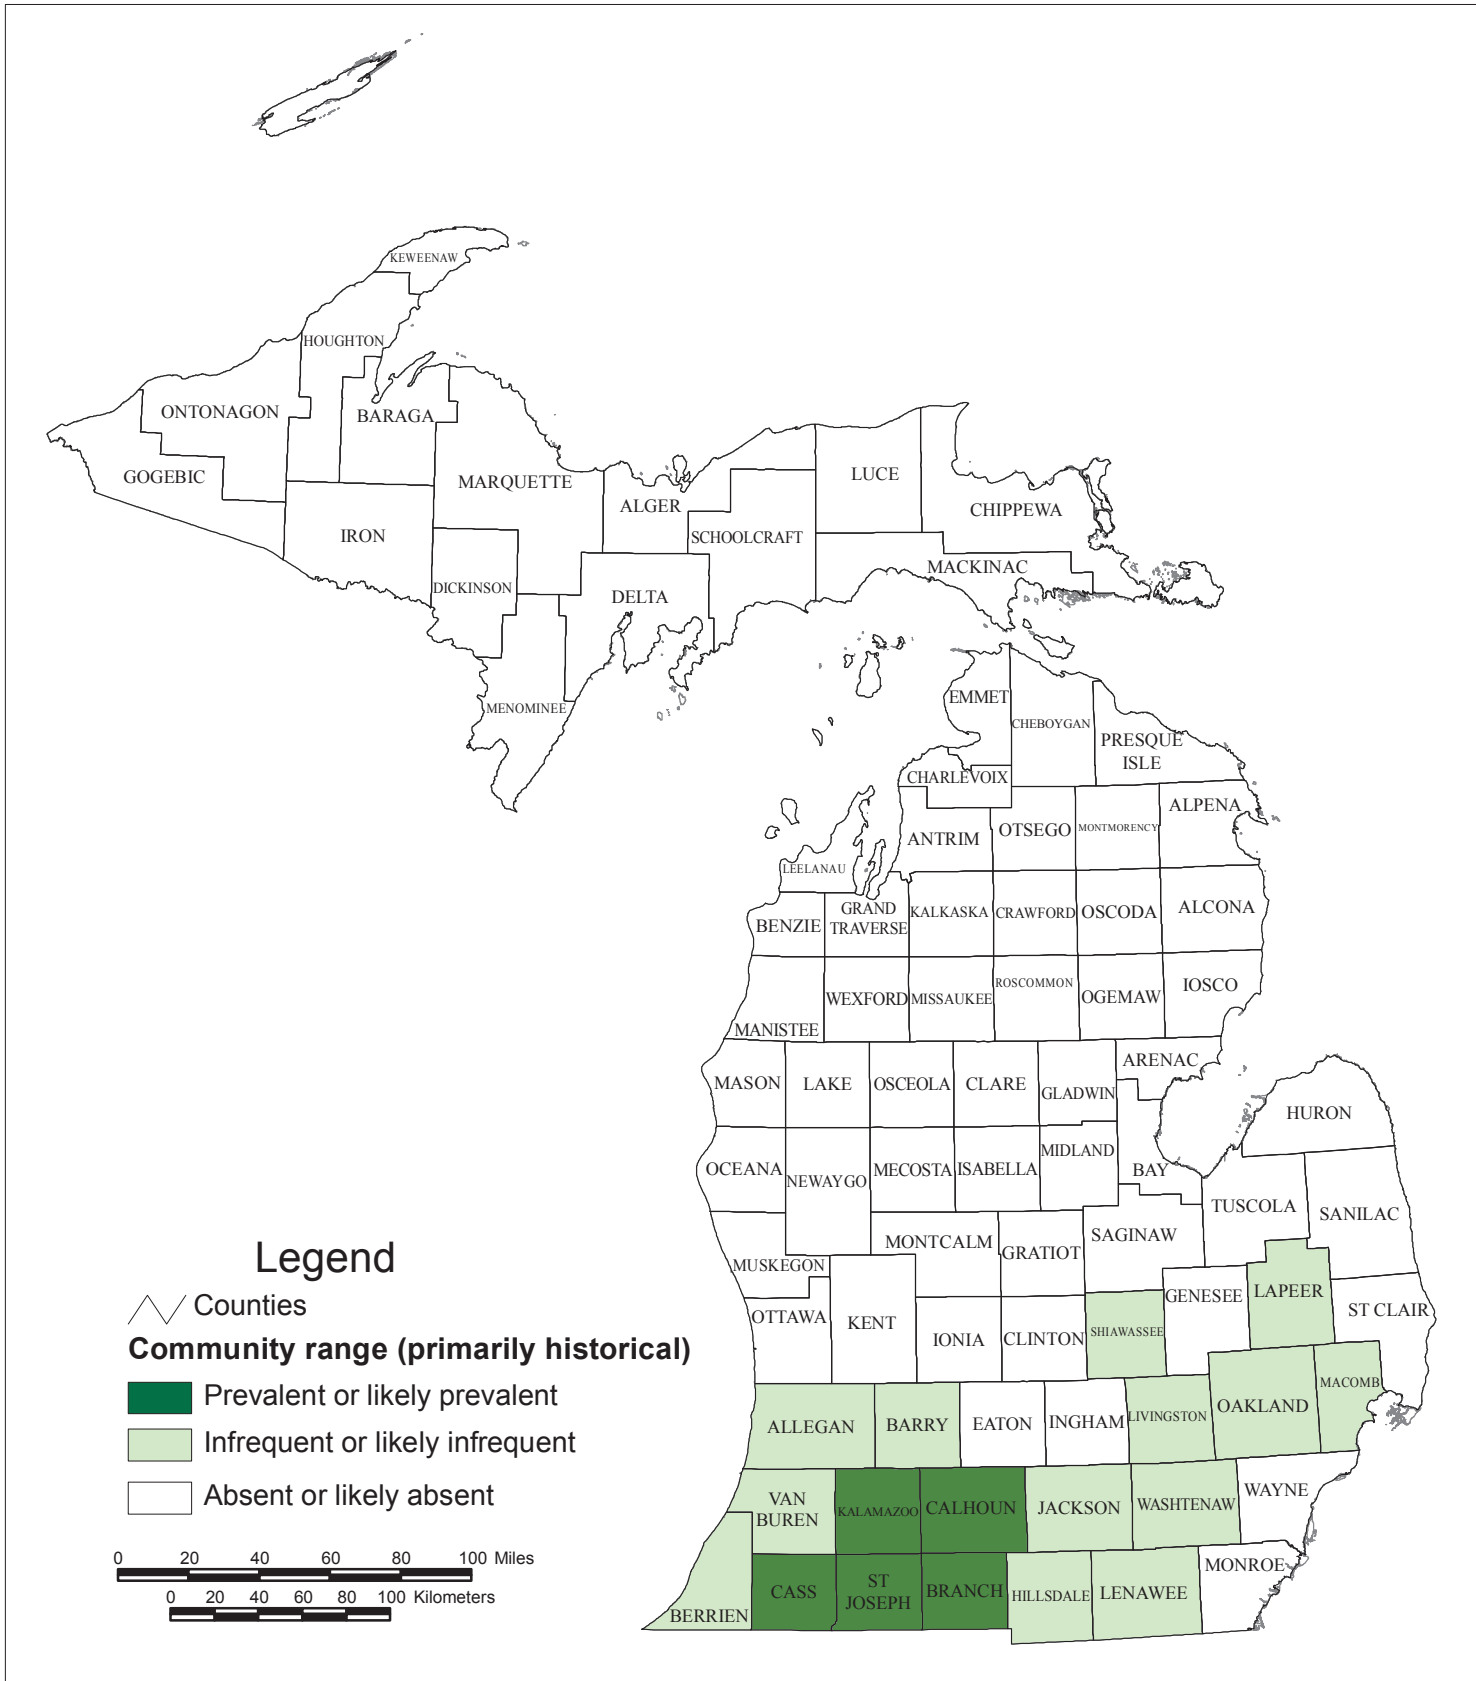 KEWEENAW
HOUGHTON
ONTONAGON
BARAGA
GOGEBIC
MARQUETTE
LUCE
ALGER
CHIPPEWA
IRON
SCHOOLCRAFT
MACKINAC
DICKINSON
DELTA
MENOMINEE
EMMET
CHEBOYGAN
PRESQUE
ISLE
CHARLEVOIX
ALPENA
ANTRIM
OTSEGO
MONTMORENCY
LEELANAU
BENZIE
GRAND
TRAVERSE
KALKASKA
CRAWFORD
OSCODA
ALCONA
MANISTEE
WEXFORD
MISSAUKEE
ROSCOMMON
OGEMAW
IOSCO
ARENAC
MASON
LAKE
OSCEOLA
CLARE
GLADWIN
HURON
OCEANA
NEWAYGO
MECOSTA
ISABELLA
MIDLAND
BAY
TUSCOLA
SANILAC
MUSKEGON
MONTCALM
GRATIOT
SAGINAW
GENESEE
LAPEER
ST CLAIR
OTTAWA
KENT
IONIA
CLINTON
SHIAWASSEE
ALLEGAN
BARRY
EATON
INGHAM
LIVINGSTON
OAKLAND
MACOMB
VAN
BUREN
KALAMAZOO
CALHOUN
JACKSON
WASHTENAW
WAYNE
BERRIEN
CASS
ST
JOSEPH
BRANCH
HILLSDALE
LENAWEE
MONROE
Legend
Counties
Community range (primarily historical)
Prevalent or likely prevalent
Infrequent or likely infrequent
Absent or likely absent
0 20 40 60 80 100 Miles
0 20 40 60 80 100 Kilometers